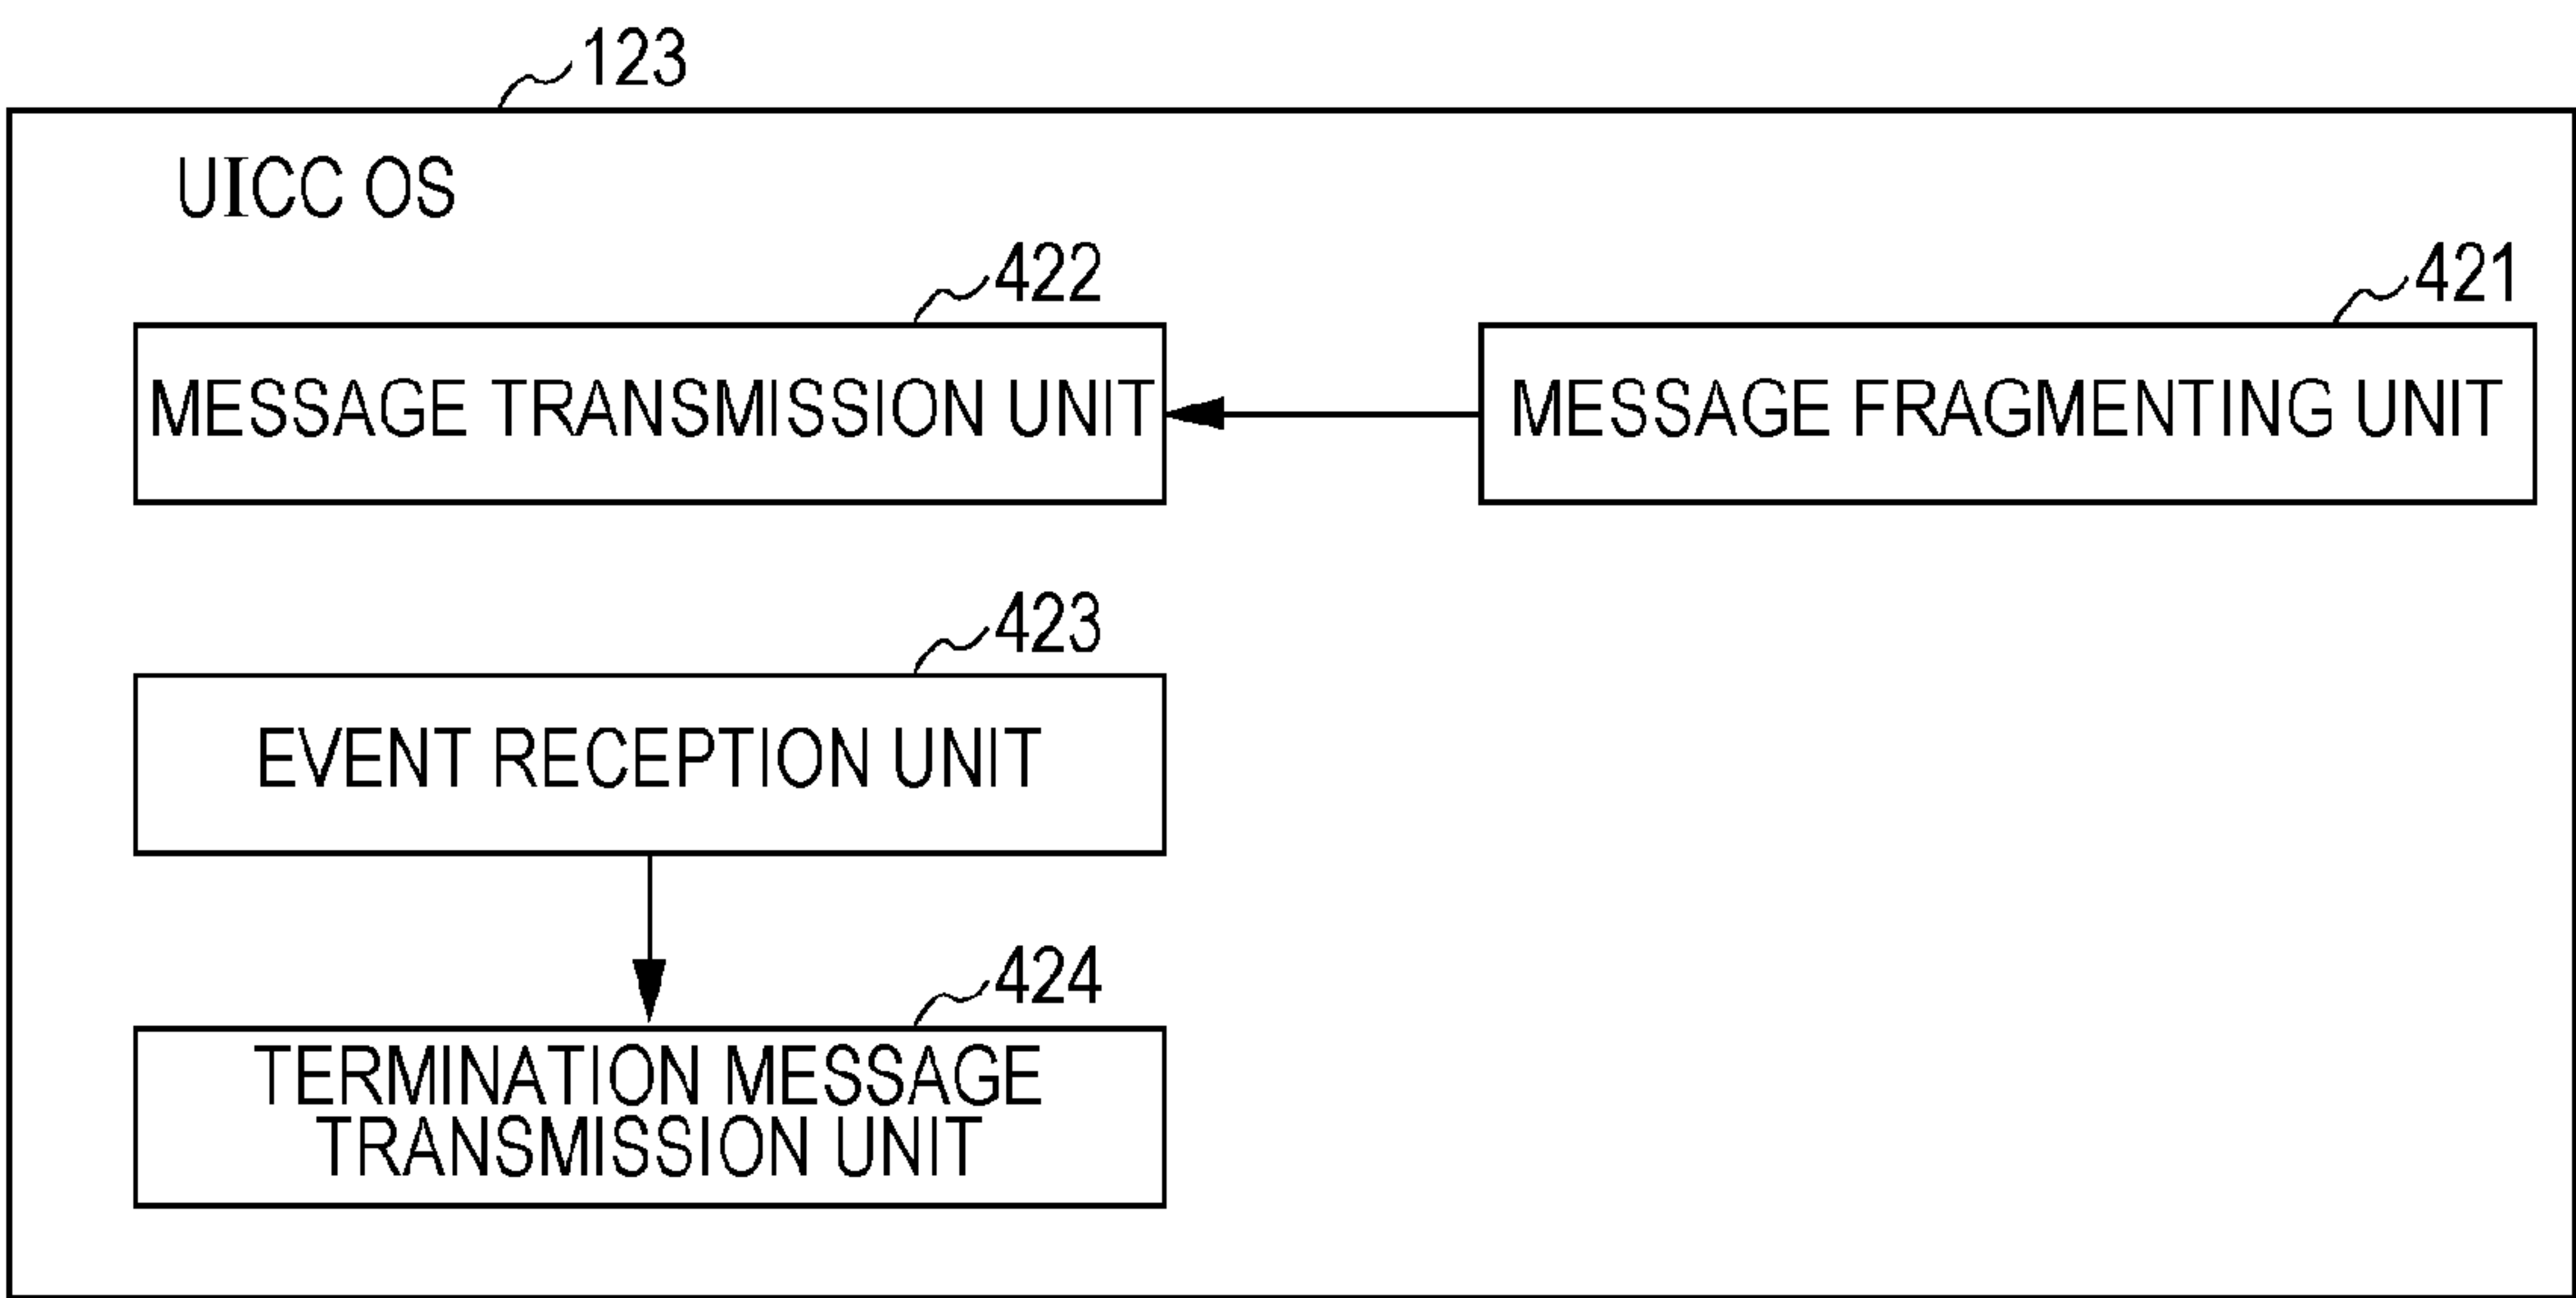 123
UICC OS
422
421
MESSAGE TRANSMISSION UNIT
MESSAGE FRAGMENTING UNIT
423
EVENT RECEPTION UNIT
424
TERMINATION MESSAGE
TRANSMISSION UNIT